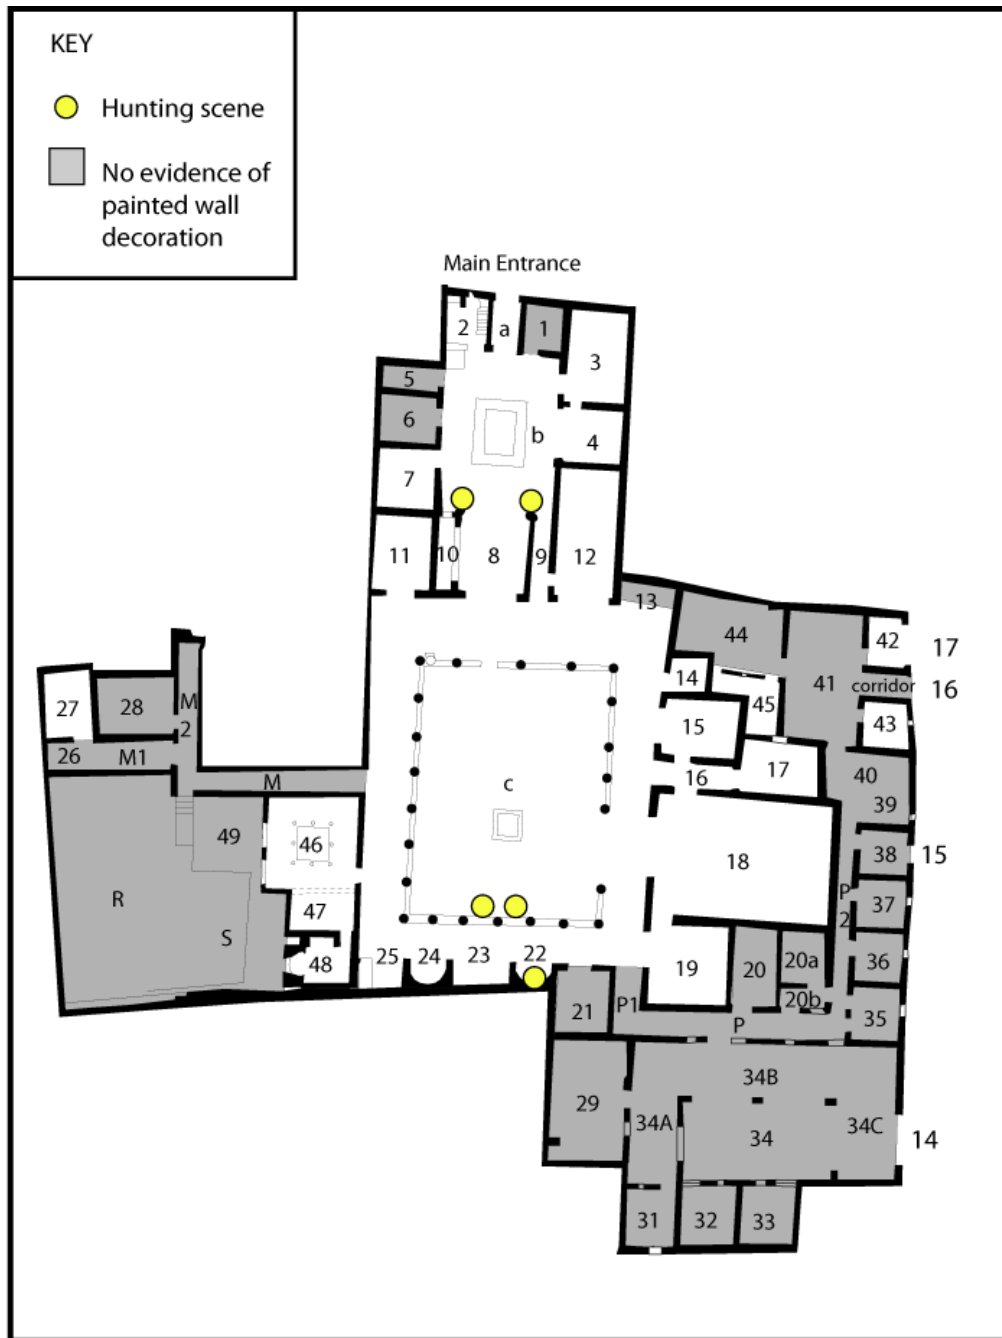 KEY
Hunting scene
No evidence of
painted wall
decoration
Main Entrance
2
a
1
3
5
6
b
4
7
11
10
8
9
12
13
44
42
17
14
41
corridor
16
45
43
15
27
28
M
2
26
M1
M
16
17
40
39
c
49
46
18
38
15
R
47
P
2
37
S
25
24
23
22
48
19
20
20a
36
20b
21
P1
P
35
34B
29
34A
34
34C
14
31
32
33